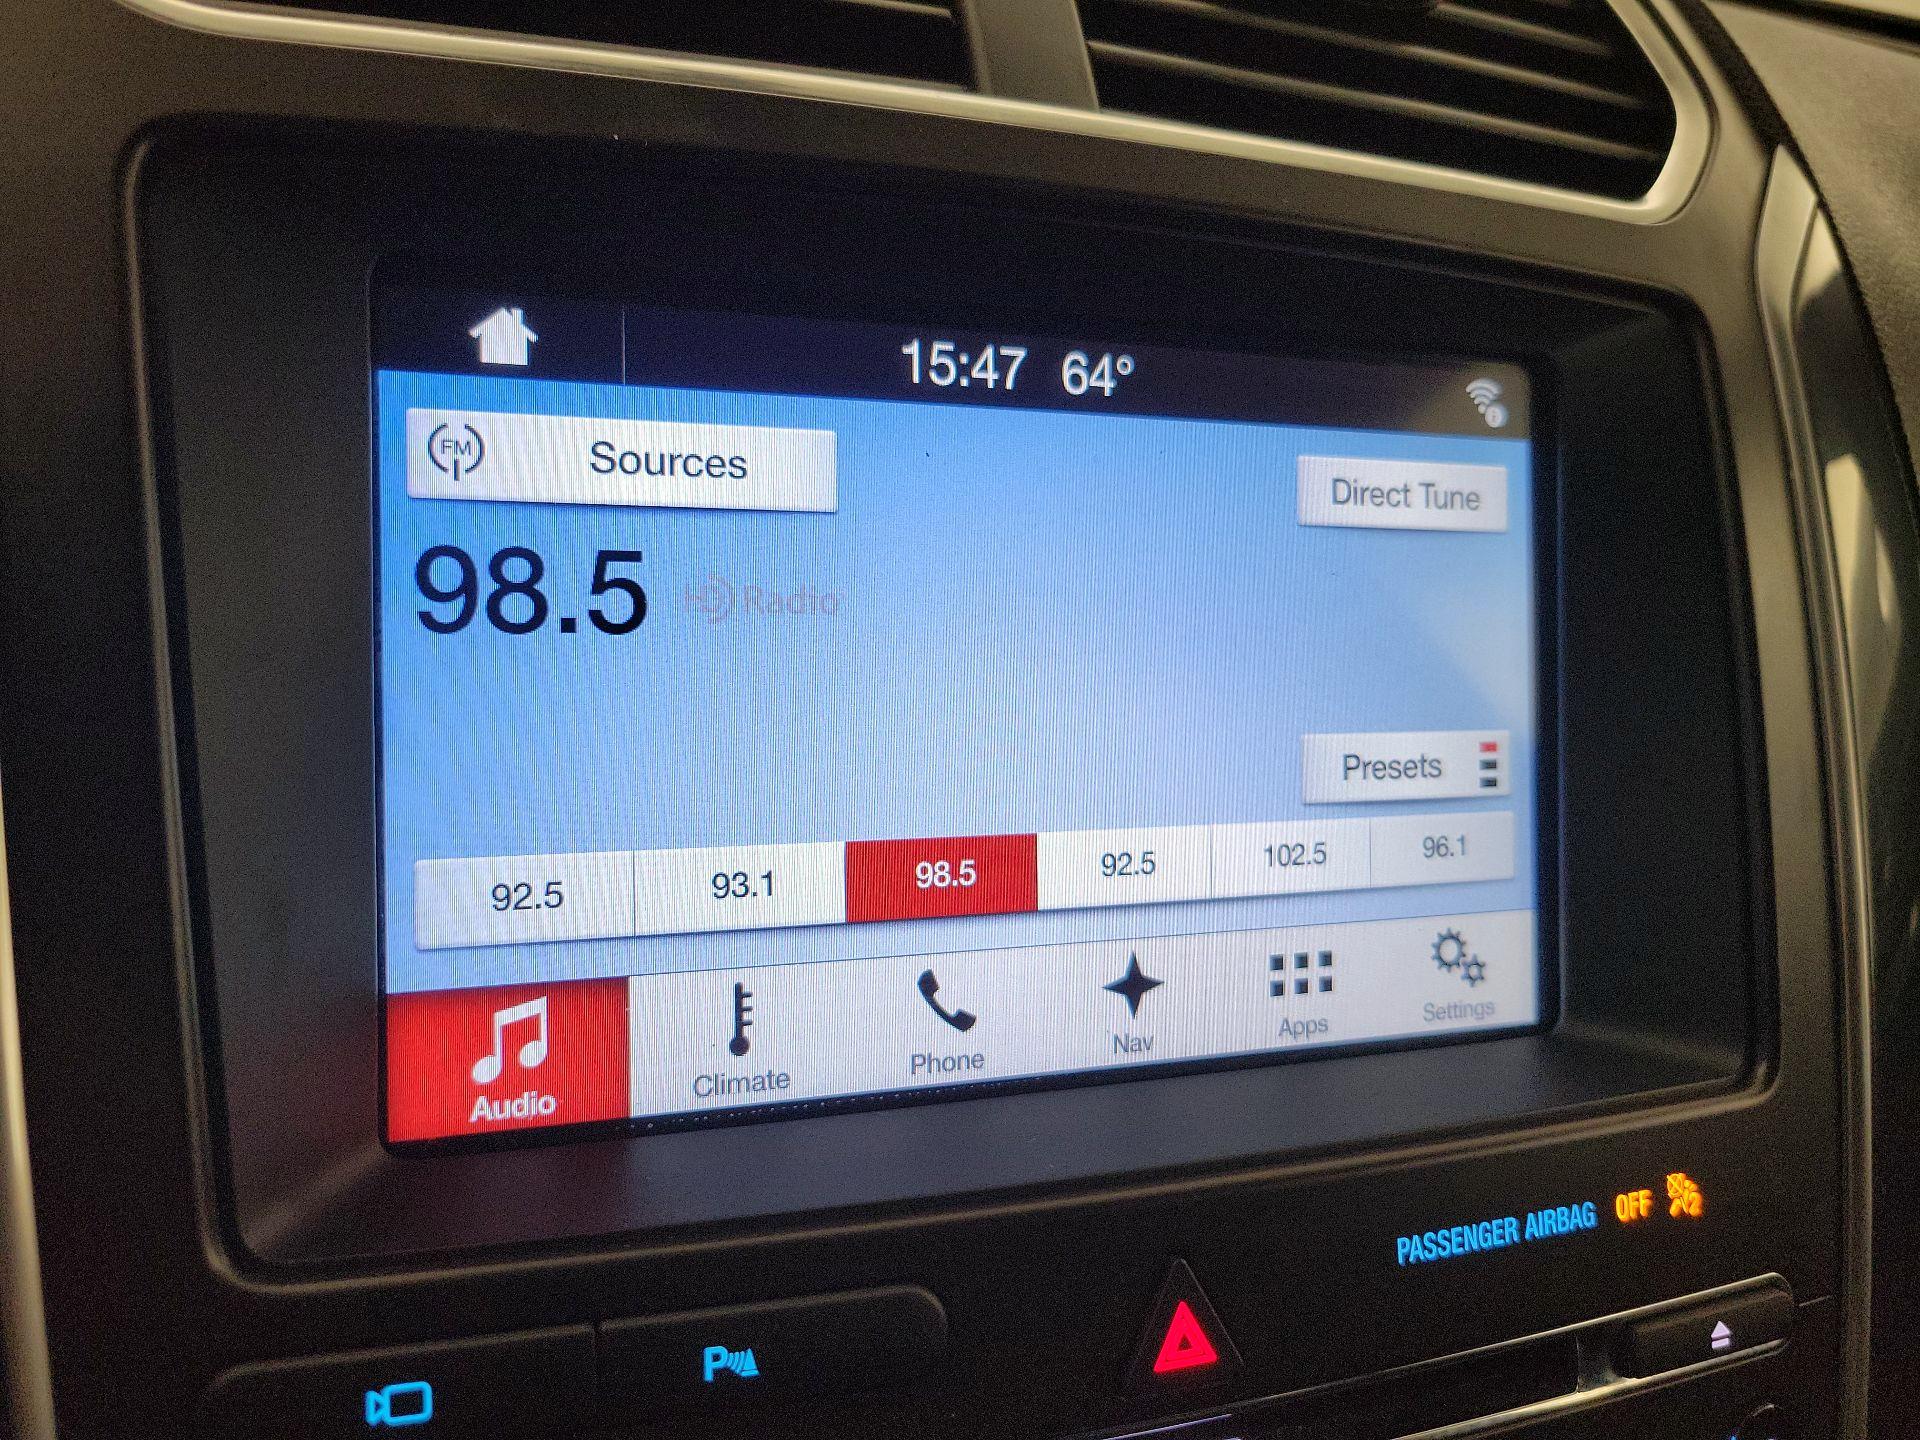 15:47 64°
FM Sources
Direct Tune
98.5 HD Radio
Presets
92.5 93.1 98.5 92.5 102.5 96.1
Audio Climate Phone Nav Apps Settings
PASSENGER AIRBAG OFF 2
P